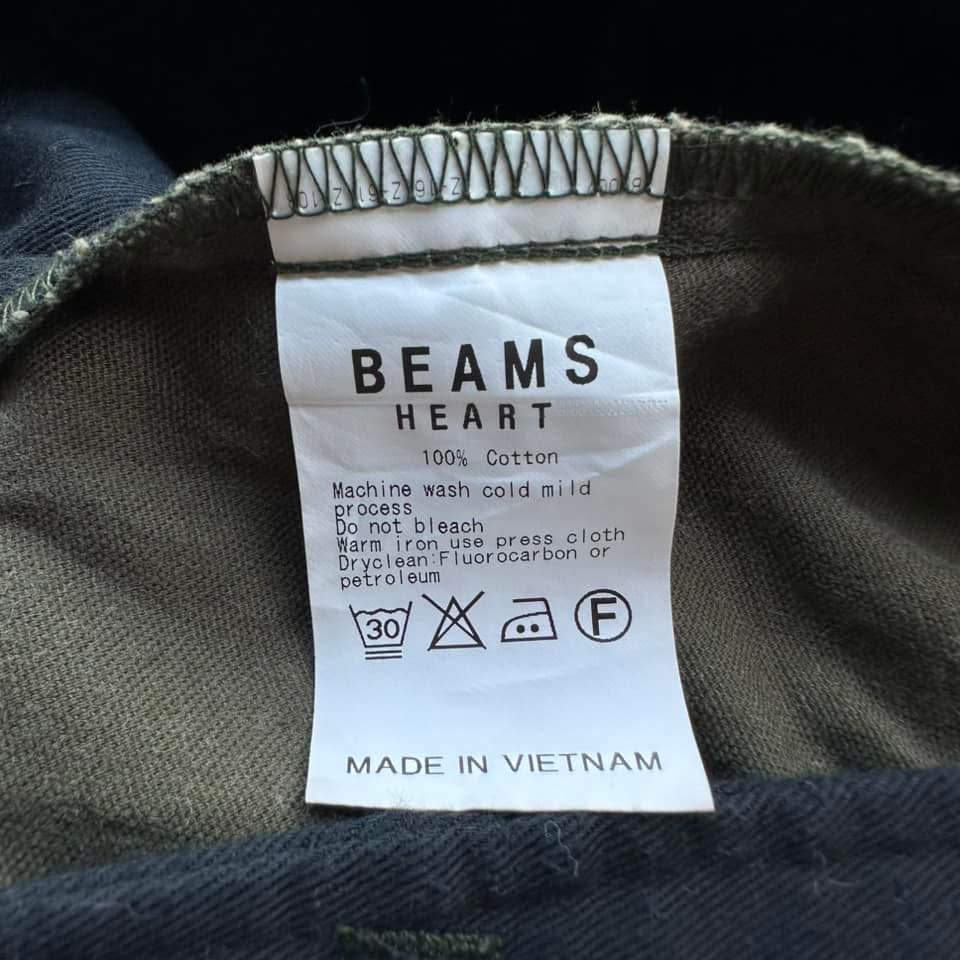 BEAMS
HEART
100% Cotton
Machine wash cold mild
process
Do not bleach
Warm iron use press cloth
Dryclean:Fluorocarbon or
petroleum
30
F
MADE IN VIETNAM